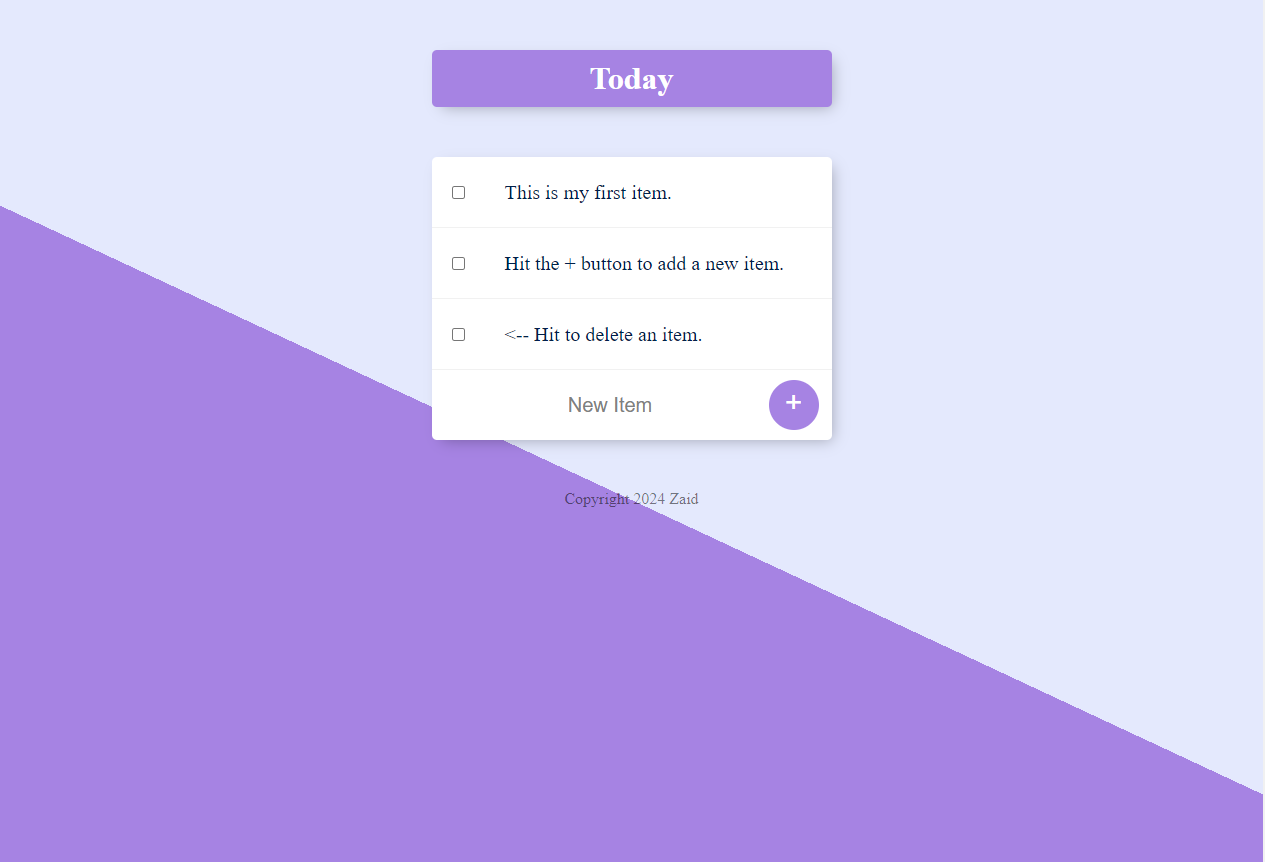 Today
This is my first item.
Hit the + button to add a new item.
<-- Hit to delete an item.
New Item +
Copyright 2024 Zaid